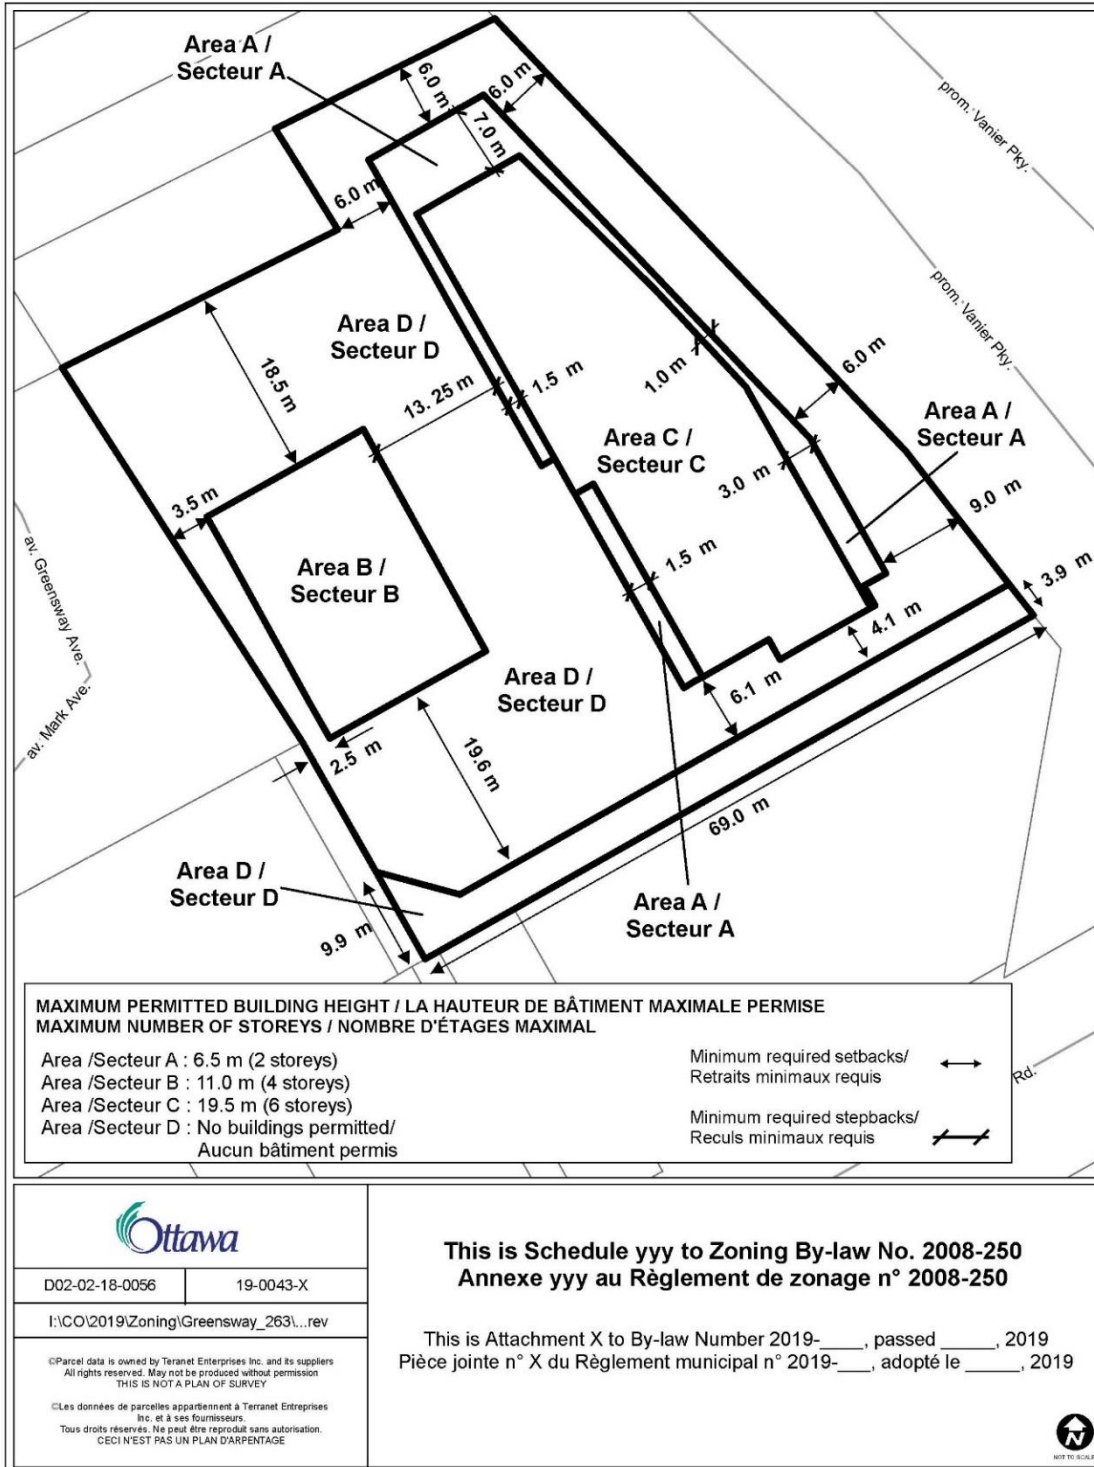 Area A /
Secteur A
6.0 m
6.0 m
7.0 m
prom. Vanier Pky.
6.0 m
prom. Vanier Pky.
Area D /
Secteur D
18.5 m
13. 25 m
1.5 m
1.0 m
6.0 m
Area A /
Secteur A
Area C /
Secteur C
3.0 m
9.0 m
3.5 m
av. Greensway Ave.
Area B /
Secteur B
1.5 m
3.9 m
4.1 m
av. Mark Ave.
Area D /
Secteur D
6.1 m
2.5 m
19.6 m
69.0 m
Area D /
Secteur D
9.9 m
Area A /
Secteur A
MAXIMUM PERMITTED BUILDING HEIGHT / LA HAUTEUR DE BÂTIMENT MAXIMALE PERMISE
MAXIMUM NUMBER OF STOREYS / NOMBRE D'ÉTAGES MAXIMAL
Area /Secteur A : 6.5 m (2 storeys)
Area /Secteur B : 11.0 m (4 storeys)
Area /Secteur C : 19.5 m (6 storeys)
Area /Secteur D : No buildings permitted/
Aucun bâtiment permis
Minimum required setbacks/
Retraits minimaux requis
Minimum required stepbacks/
Reculs minimaux requis
Rd.
Ottawa
D02-02-18-0056
19-0043-X
I:\CO\2019\Zoning\Greensway_263\...rev
©Parcel data is owned by Teranet Enterprises Inc. and its suppliers
All rights reserved. May not be produced without permission
THIS IS NOT A PLAN OF SURVEY
©Les données de parcelles appartiennent à Terranet Entreprises
Inc. et à ses fournisseurs.
Tous droits réservés. Ne peut être reproduit sans autorisation.
CECI N'EST PAS UN PLAN D'ARPENTAGE
This is Schedule yyy to Zoning By-law No. 2008-250
Annexe yyy au Règlement de zonage n° 2008-250
This is Attachment X to By-law Number 2019-____, passed _____, 2019
Pièce jointe n° X du Règlement municipal n° 2019-___, adopté le _____, 2019
N
NOT TO SCALE